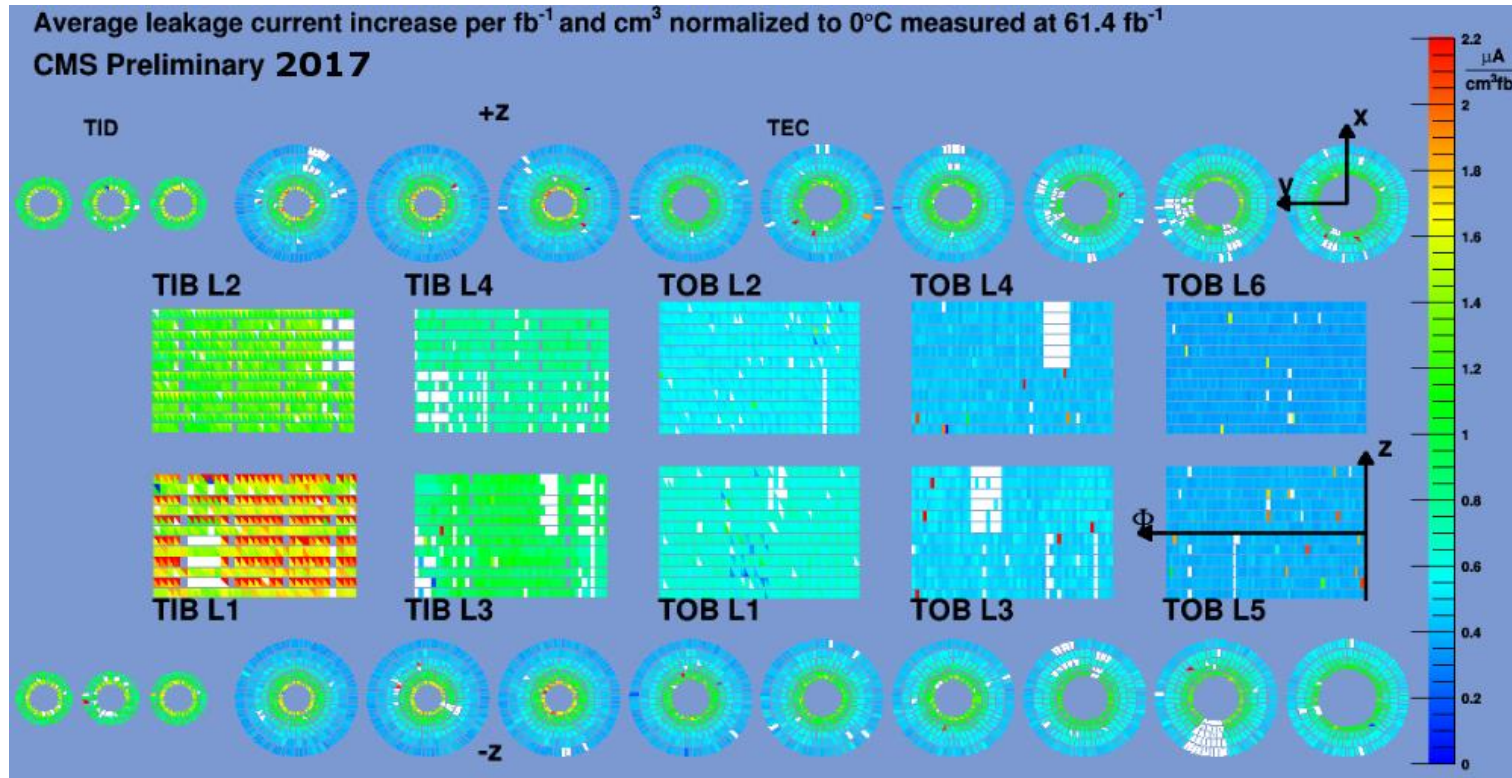 Average leakage current increase per fb⁻¹ and cm³ normalized to 0°C measured at 61.4 fb⁻¹
CMS Preliminary 2017
2.2
μA
cm³fb
2
1.8
1.6
1.4
1.2
1
0.8
0.6
0.4
0.2
0
TID
+z
TEC
x
y
TIB L2
TIB L4
TOB L2
TOB L4
TOB L6
z
Φ
TIB L1
TIB L3
TOB L1
TOB L3
TOB L5
-z